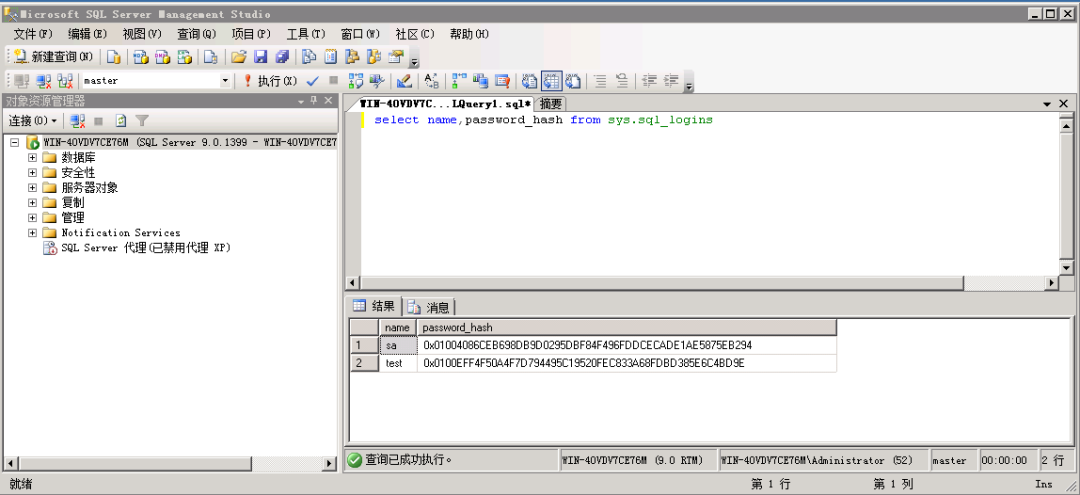 Microsoft SQL Server Management Studio
文件(F) 编辑(E) 视图(V) 查询(Q) 项目(P) 工具(T) 窗口(W) 社区(C) 帮助(H)
新建查询(N)
master 执行(X)
对象资源管理器
连接(O)
WIN-40VDV7CE76M (SQL Server 9.0.1399 - WIN-40VDV7CE7
数据库
安全性
服务器对象
复制
管理
Notification Services
SQL Server 代理(已禁用代理 XP)
WIN-40VDV7C...LQuery1.sql* 摘要
select name,password_hash from sys.sql_logins
结果 消息
name password_hash
1 sa 0x01004086CEB698DB9D0295DBF84F496FDDCECADE1AE5875EB294
2 test 0x0100EFF4F50A4F7D794495C19520FEC833A68FDBD385E6C4BD9E
查询已成功执行。 WIN-40VDV7CE76M (9.0 RTM) WIN-40VDV7CE76M\Administrator (52) master 00:00:00 2 行
就绪 第 1 行 第 1 列 Ins